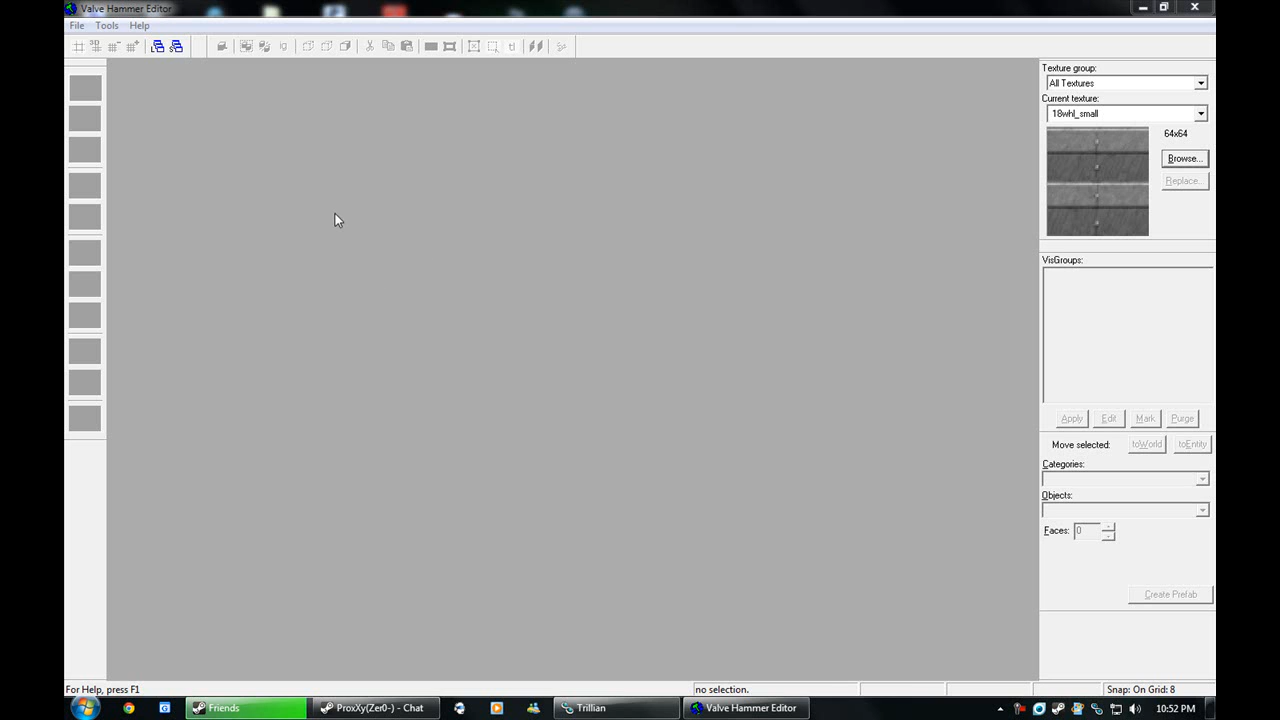 Valve Hammer Editor
File Tools Help
Texture group:
All Textures
Current texture:
18whl_small
64x64
Browse...
Replace...
VisGroups:
Apply Edit Mark Purge
Move selected: toWorld toEntity
Categories:
Objects:
Faces: 0
Create Prefab
For Help, press F1
no selection.
Snap: On Grid: 8
Friends
ProxXy(Zer0-) - Chat
Trillian
Valve Hammer Editor
10:52 PM